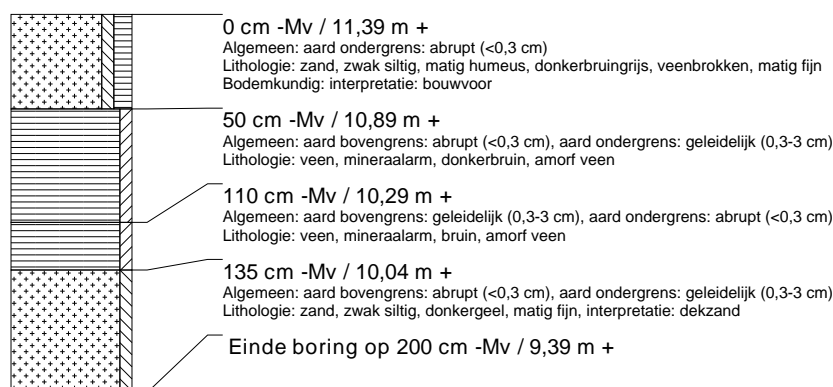 0 cm -Mv / 11,39 m +
Algemeen: aard ondergrens: abrupt (<0,3 cm)
Lithologie: zand, zwak siltig, matig humeus, donkerbruingrijs, veenbrokken, matig fijn
Bodemkundig: interpretatie: bouwvoor
50 cm -Mv / 10,89 m +
Algemeen: aard bovengrens: abrupt (<0,3 cm), aard ondergrens: geleidelijk (0,3-3 cm)
Lithologie: veen, mineraalarm, donkerbruin, amorf veen
110 cm -Mv / 10,29 m +
Algemeen: aard bovengrens: geleidelijk (0,3-3 cm), aard ondergrens: abrupt (<0,3 cm)
Lithologie: veen, mineraalarm, bruin, amorf veen
135 cm -Mv / 10,04 m +
Algemeen: aard bovengrens: abrupt (<0,3 cm), aard ondergrens: geleidelijk (0,3-3 cm)
Lithologie: zand, zwak siltig, donkergeel, matig fijn, interpretatie: dekzand
Einde boring op 200 cm -Mv / 9,39 m +